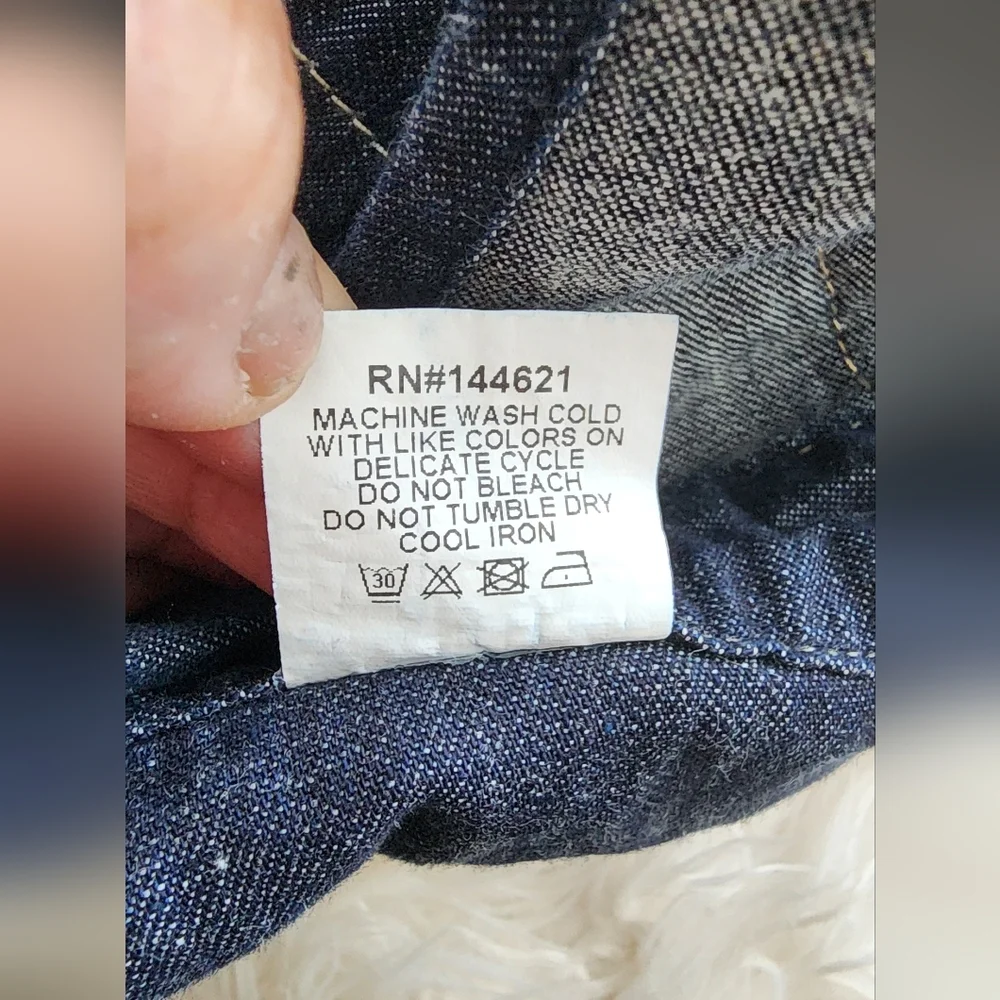 RN#144621
MACHINE WASH COLD
WITH LIKE COLORS ON
DELICATE CYCLE
DO NOT BLEACH
DO NOT TUMBLE DRY
COOL IRON
30